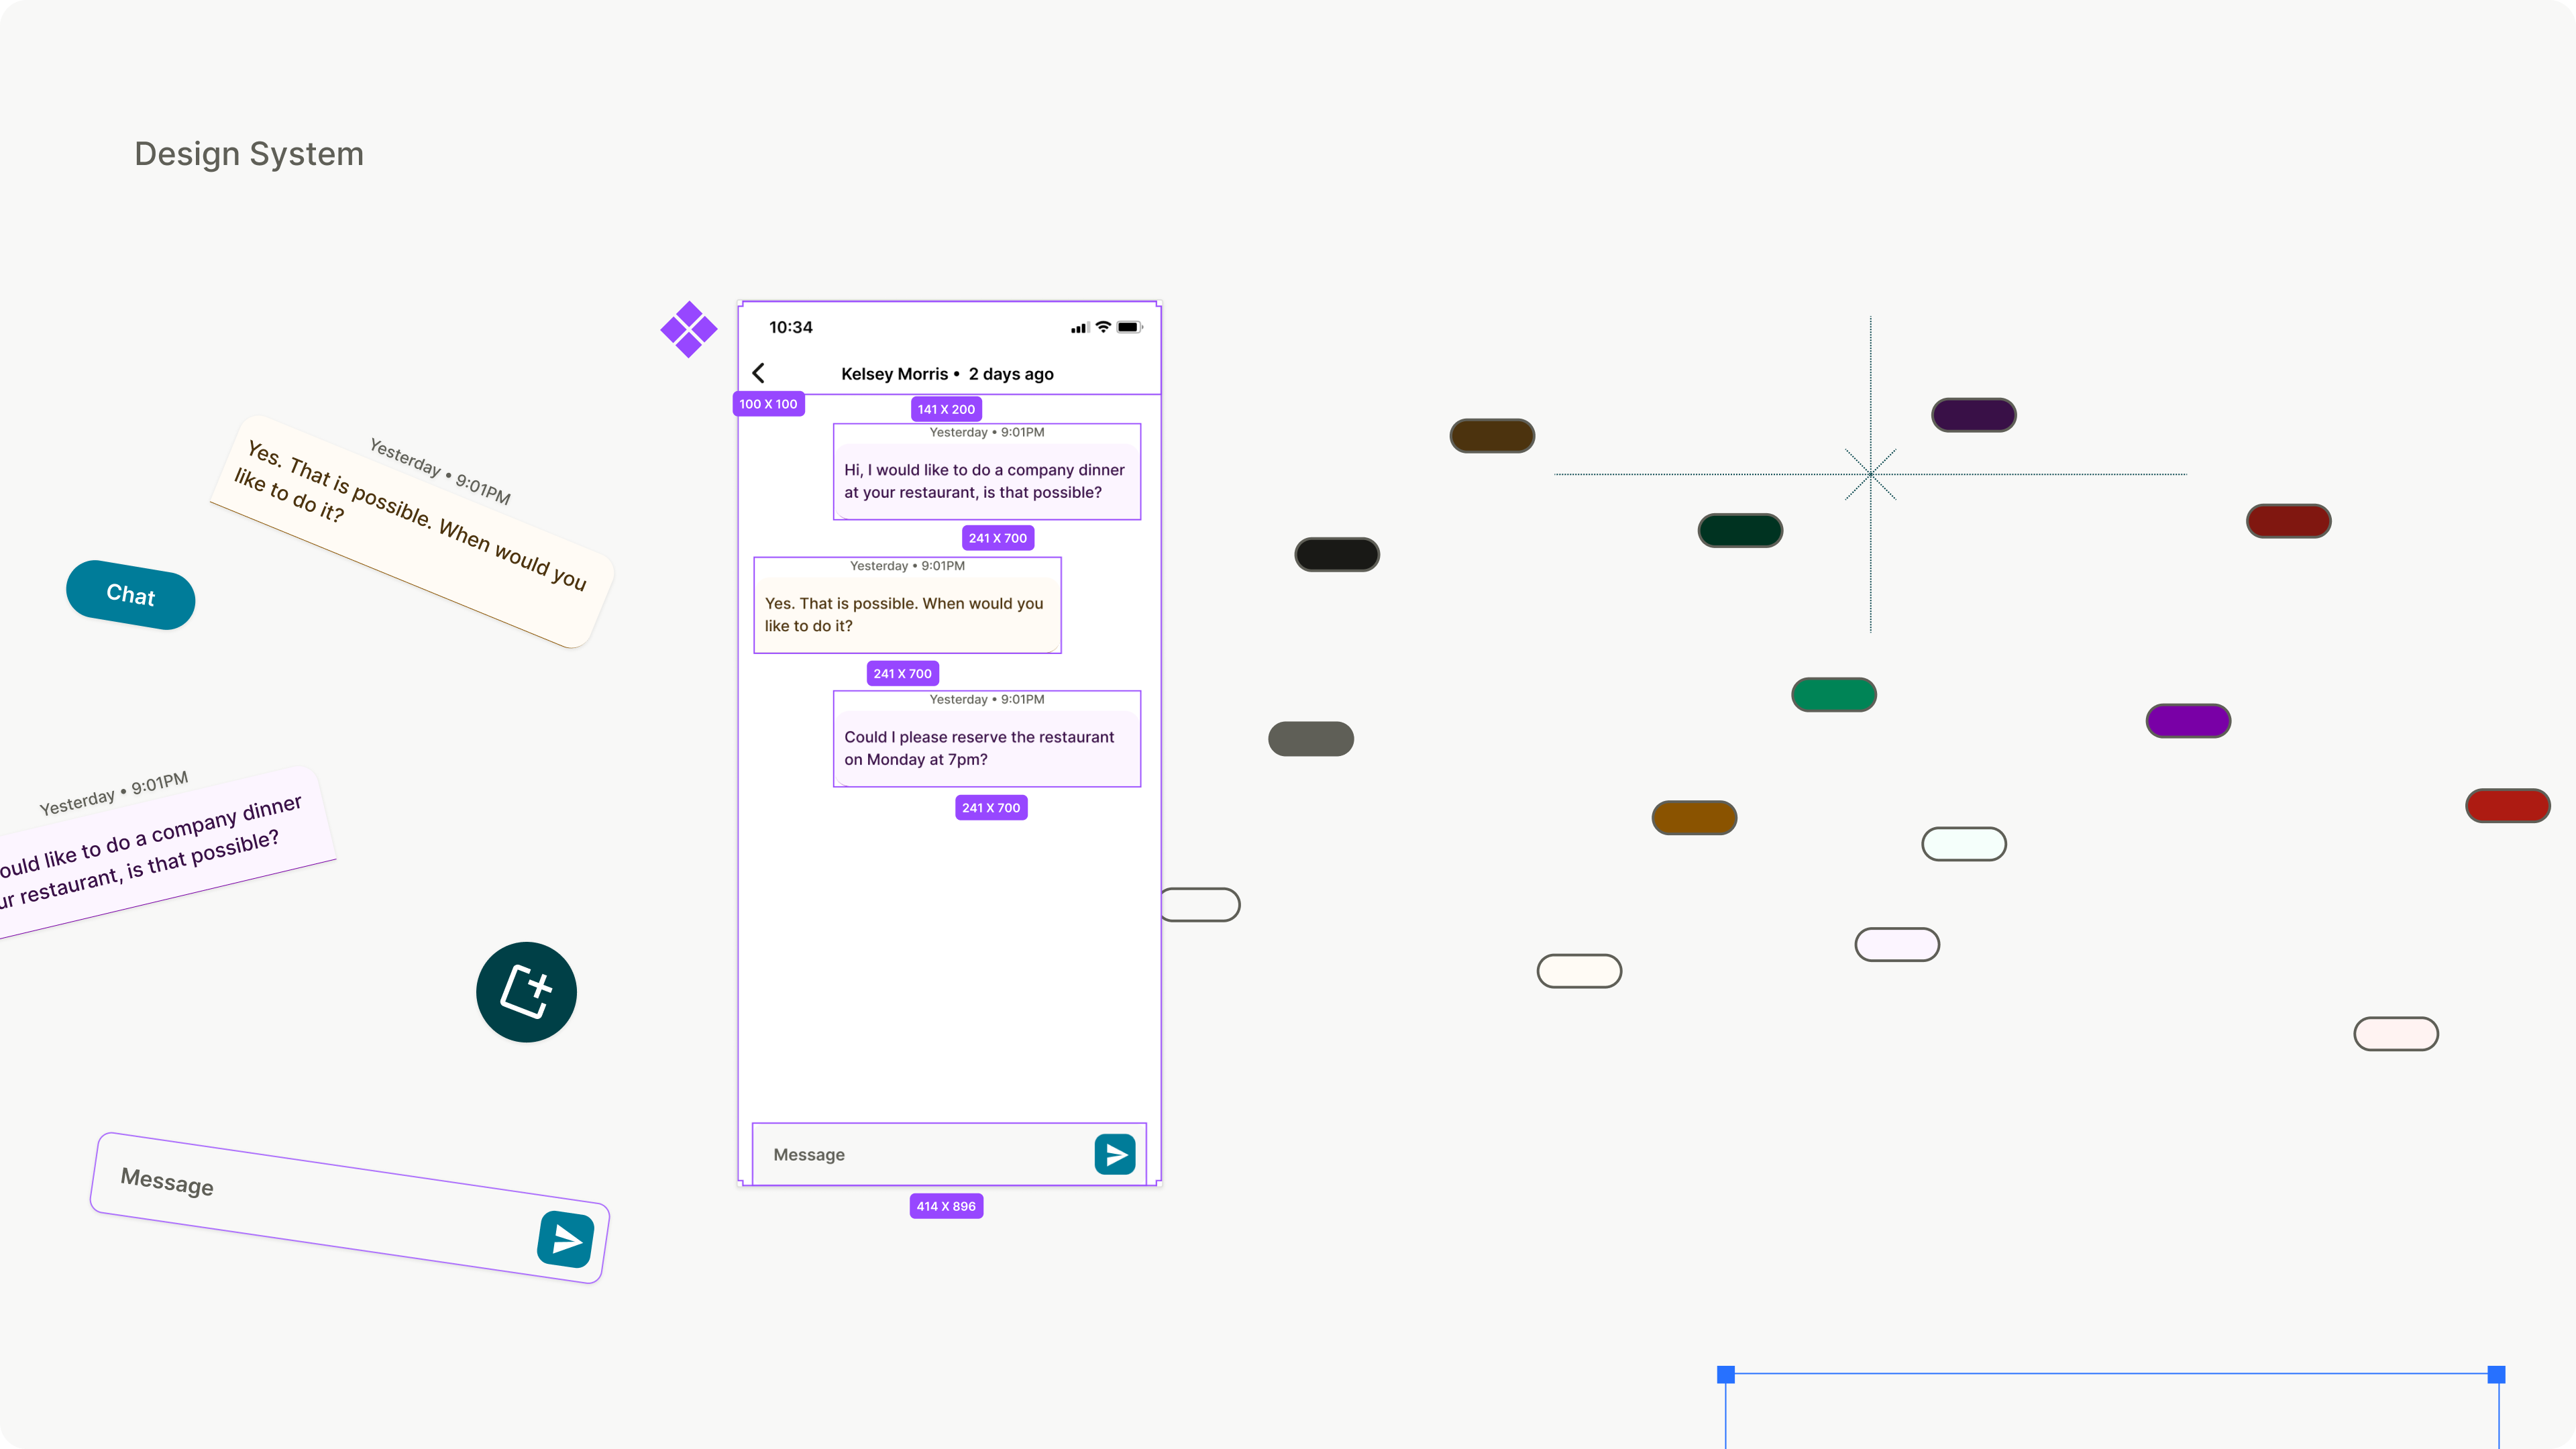 Design System
10:34
Kelsey Morris • 2 days ago
100 X 100
141 X 200
Yesterday • 9:01PM
Hi, I would like to do a company dinner
at your restaurant, is that possible?
241 X 700
Yesterday • 9:01PM
Yes. That is possible. When would you
like to do it?
241 X 700
Yesterday • 9:01PM
Could I please reserve the restaurant
on Monday at 7pm?
241 X 700
Message
414 X 896
Yesterday • 9:01PM
Yes. That is possible. When would you
like to do it?
Chat
Yesterday • 9:01PM
ould like to do a company dinner
ur restaurant, is that possible?
Message